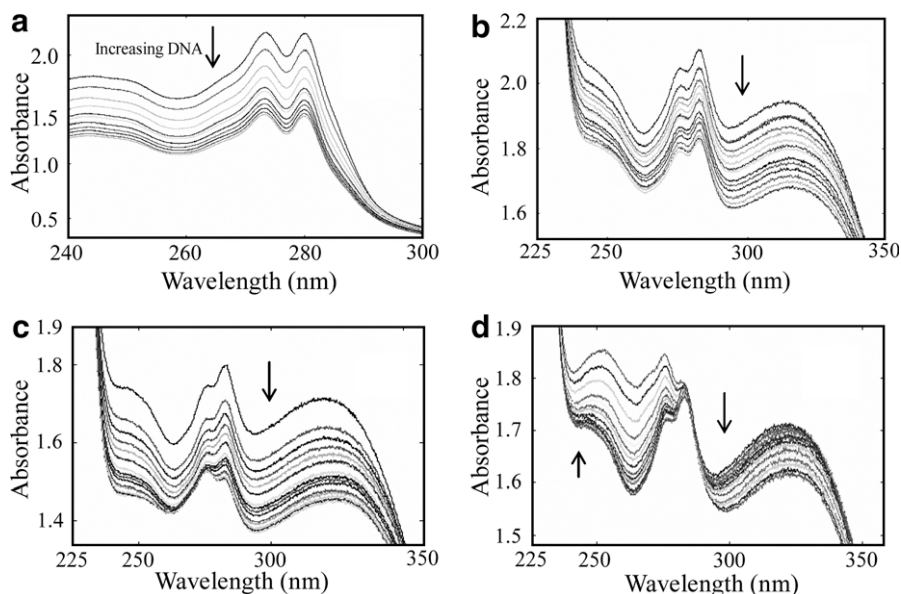 a
Increasing DNA
2.0
1.5
1.0
0.5
240 260 280 300
Absorbance
Wavelength (nm)
b
2.2
2.0
1.8
1.6
225 250 300 350
Absorbance
Wavelength (nm)
c
1.9
1.8
1.6
1.4
225 250 300 350
Absorbance
Wavelength (nm)
d
1.9
1.8
1.7
1.6
1.5
225 250 300 350
Absorbance
Wavelength (nm)